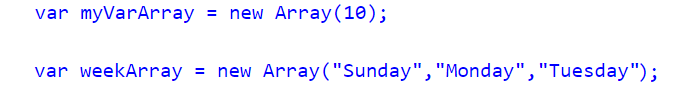 var myVarArray = new Array(10);
var weekArray = new Array("Sunday","Monday","Tuesday");